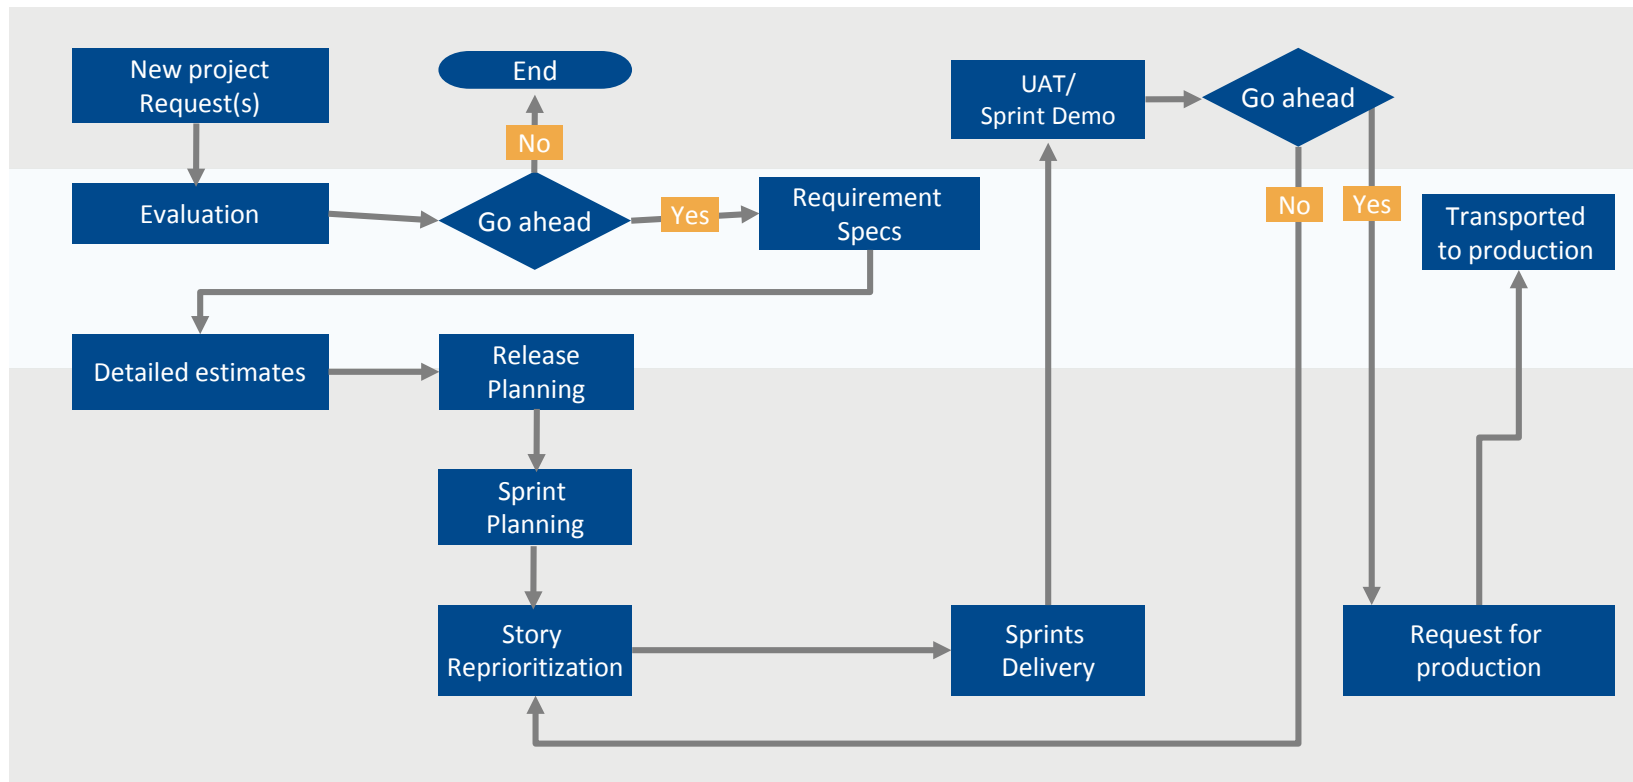 New project
Request(s)
End
UAT/
Sprint Demo
Go ahead
No
Evaluation
Go ahead
Yes
Requirement
Specs
No
Yes
Transported
to production
Detailed estimates
Release
Planning
Sprint
Planning
Story
Reprioritization
Sprints
Delivery
Request for
production